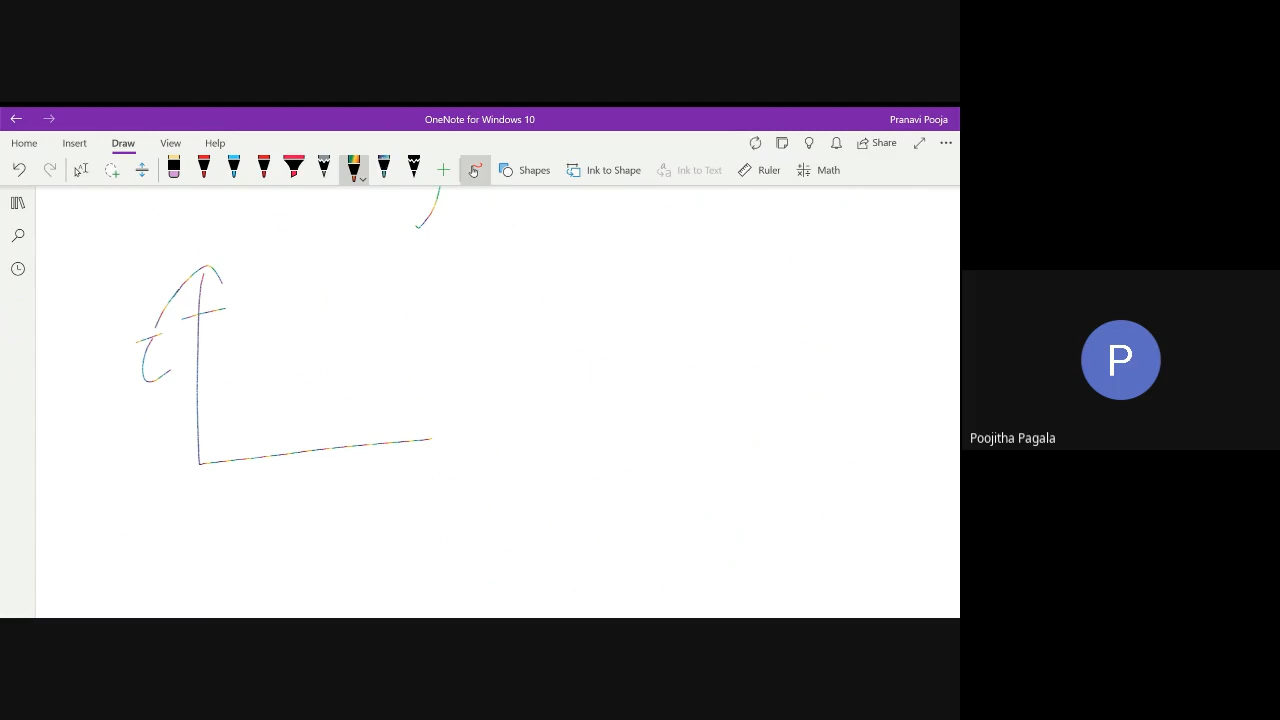 OneNote for Windows 10
Pranavi Pooja
Home Insert Draw View Help
Share
Shapes Ink to Shape Ink to Text Ruler Math
P
Poojitha Pagala